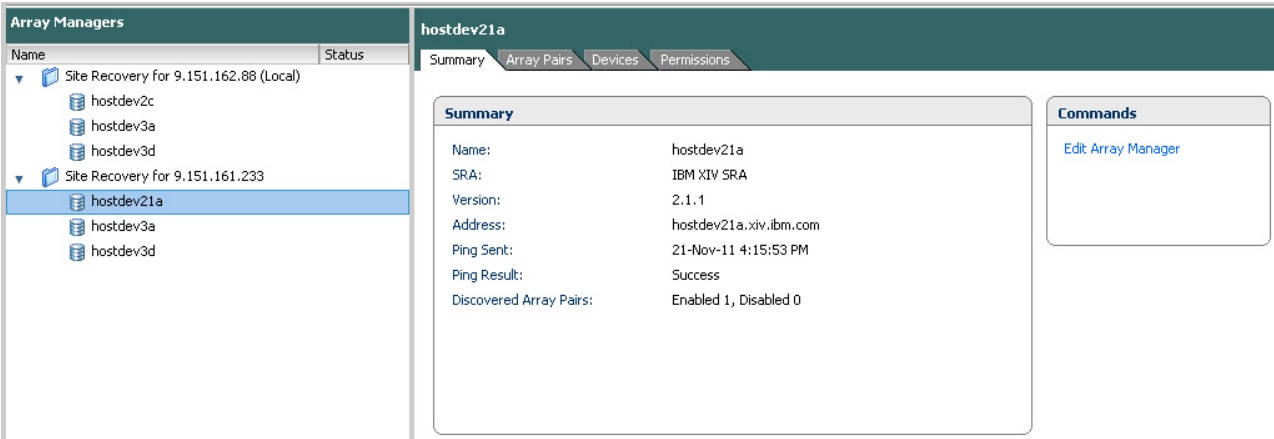 Array Managers
Name Status
Site Recovery for 9.151.162.88 (Local)
hostdev2c
hostdev3a
hostdev3d
Site Recovery for 9.151.161.233
hostdev21a
hostdev3a
hostdev3d
hostdev21a
Summary Array Pairs Devices Permissions
Summary
Name: hostdev21a
SRA: IBM XIV SRA
Version: 2.1.1
Address: hostdev21a.xiv.ibm.com
Ping Sent: 21-Nov-11 4:15:53 PM
Ping Result: Success
Discovered Array Pairs: Enabled 1, Disabled 0
Commands
Edit Array Manager